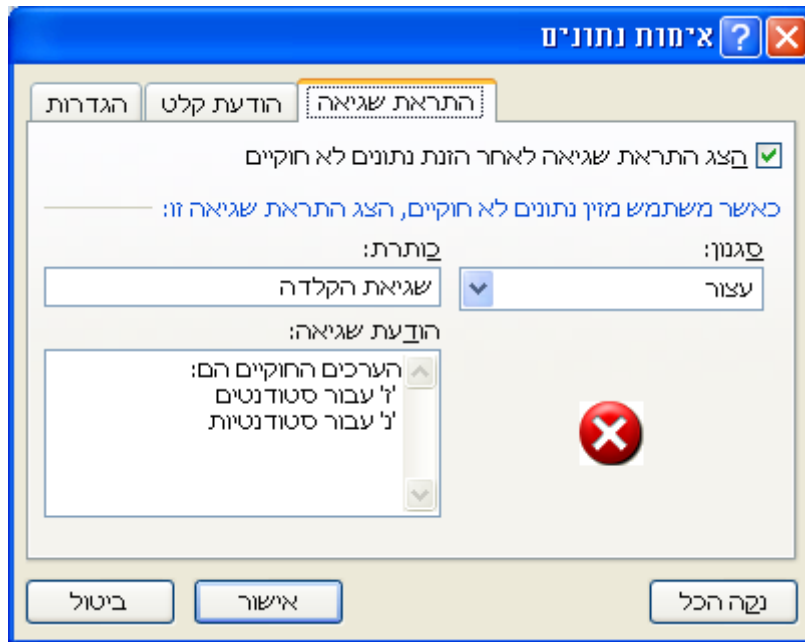 אימות נתונים
הגדרות
הודעת קלט
התראת שגיאה
הצג התראת שגיאה לאחר הזנת נתונים לא חוקיים
כאשר משתמש מזין נתונים לא חוקיים, הצג התראת שגיאה זו:
סגנון:
עצור
כותרת:
שגיאת הקלדה
הודעת שגיאה:
הערכים החוקיים הם:
'ז' עבור סטודנטים
'נ' עבור סטודנטיות
נקה הכל
אישור
ביטול